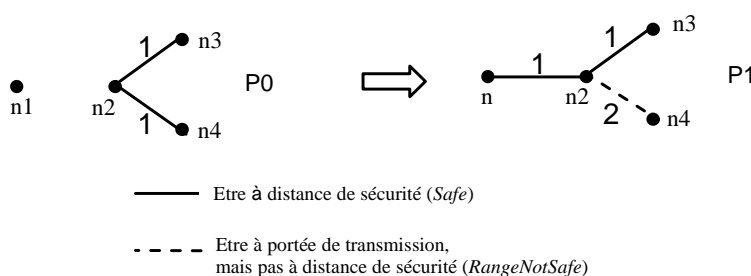 1
n3
P0
n1
n2
1
n4
1
n3
P1
1
n
n2
2
n4
Etre à distance de sécurité (Safe)
Etre à portée de transmission,
mais pas à distance de sécurité (RangeNotSafe)